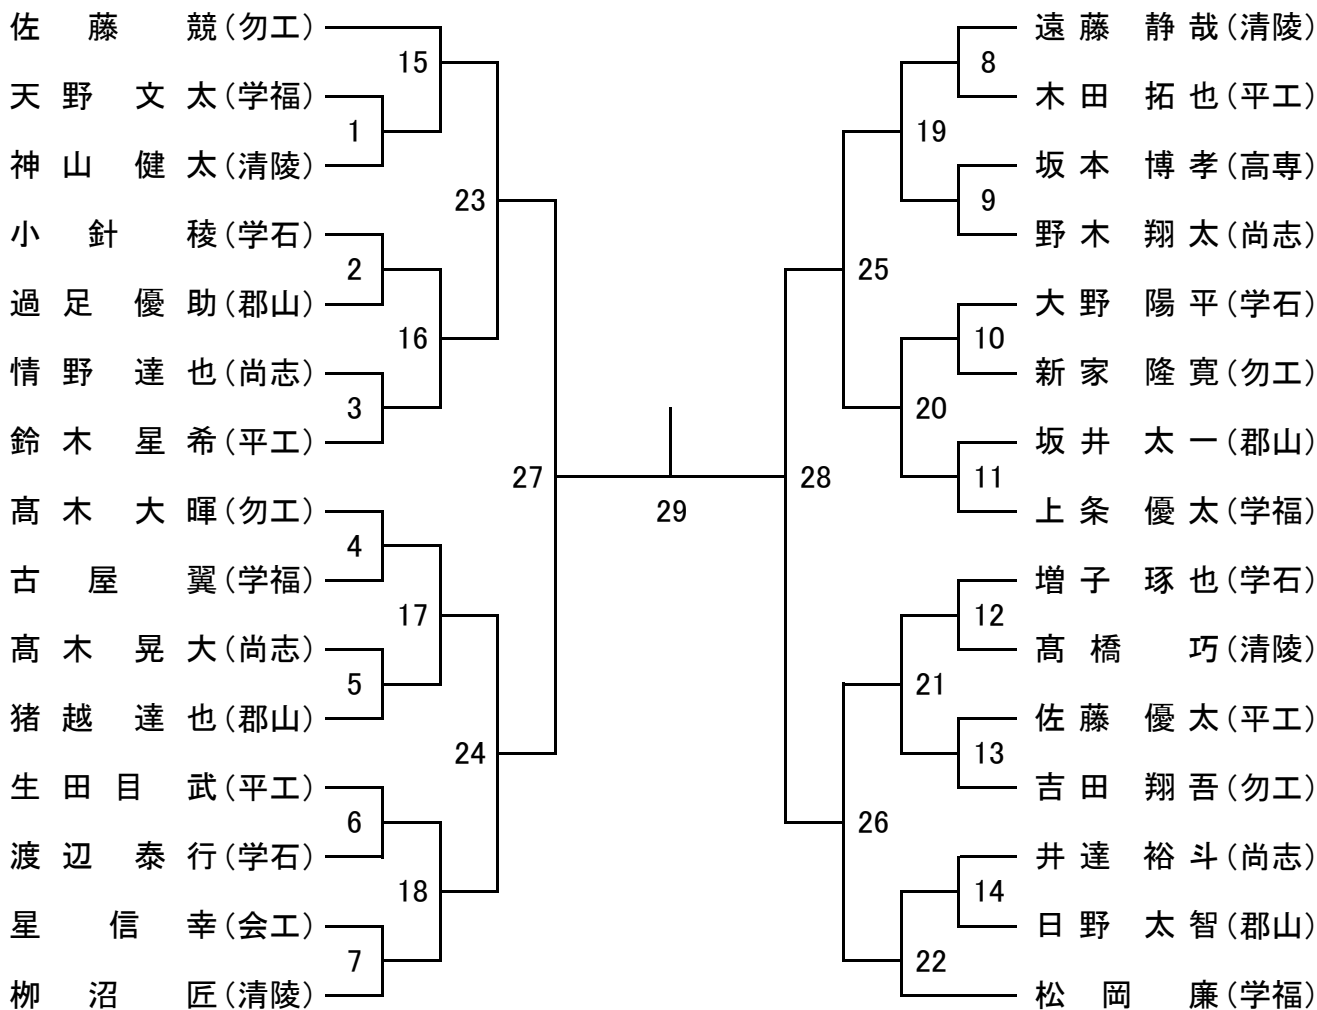 佐藤 競(勿工)
天野 文太(学福)
神山 健太(清陵)
小針 稜(学石)
過足 優助(郡山)
情野 達也(尚志)
鈴木 星希(平工)
髙木 大暉(勿工)
古屋 翼(学福)
髙木 晃大(尚志)
猪越 達也(郡山)
生田目 武(平工)
渡辺 泰行(学石)
星 信幸(会工)
栁沼 匠(清陵)
15
1
23
2
16
3
27
4
17
5
24
6
18
7
29
28
8
19
9
25
10
20
11
12
21
13
26
14
22
遠藤 静哉(清陵)
木田 拓也(平工)
坂本 博孝(高専)
野木 翔太(尚志)
大野 陽平(学石)
新家 隆寛(勿工)
坂井 太一(郡山)
上条 優太(学福)
増子 琢也(学石)
髙橋 巧(清陵)
佐藤 優太(平工)
吉田 翔吾(勿工)
井達 裕斗(尚志)
日野 太智(郡山)
松岡 廉(学福)